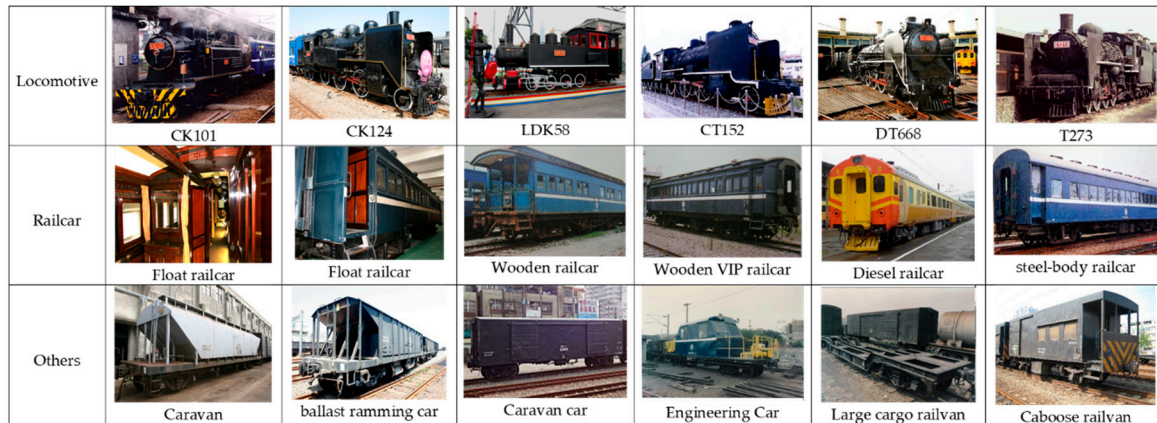 Locomotive
CK101
CK124
LDK58
CT152
DT668
T273
Railcar
Float railcar
Float railcar
Wooden railcar
Wooden VIP railcar
Diesel railcar
steel-body railcar
Others
Caravan
ballast ramming car
Caravan car
Engineering Car
Large cargo railvan
Caboose railvan